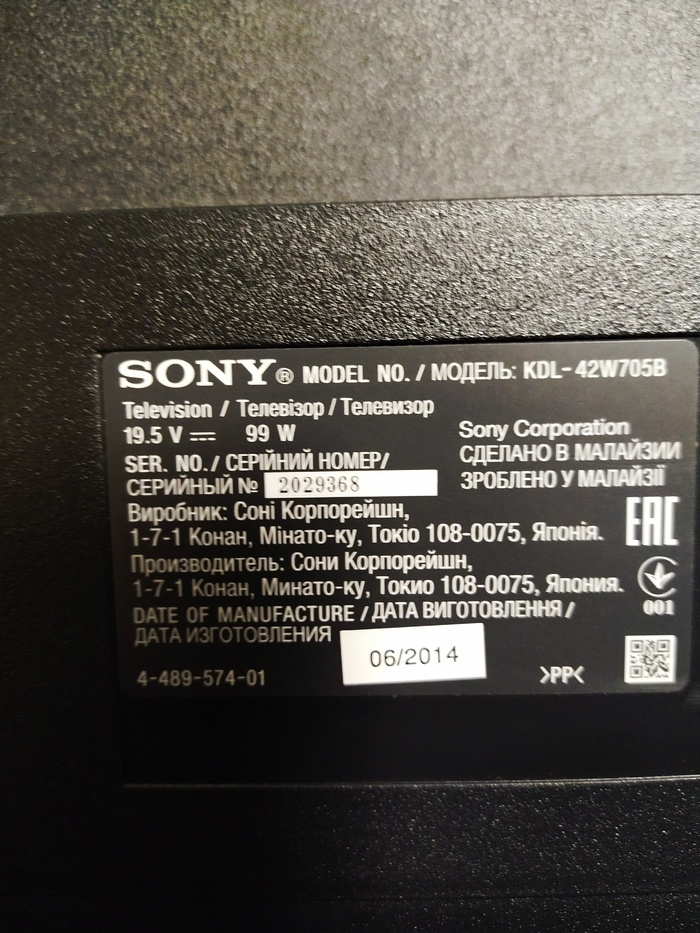 SONY® MODEL NO. / МОДЕЛЬ: KDL-42W705B
Television / Телевізор / Телевизор
19.5 V ⎓ 99 W
Sony Corporation
СДЕЛАНО В МАЛАЙЗИИ
ЗРОБЛЕНО У МАЛАЙЗІЇ
SER. NO. / СЕРІЙНИЙ НОМЕР/
СЕРИЙНЫЙ № 2029368
Виробник: Соні Корпорейшн,
1-7-1 Конан, Мінато-ку, Токіо 108-0075, Японія.
Производитель: Сони Корпорейшн,
1-7-1 Конан, Минато-ку, Токио 108-0075, Япония.
EAC
001
DATE OF MANUFACTURE / ДАТА ВИГОТОВЛЕННЯ /
ДАТА ИЗГОТОВЛЕНИЯ
06/2014
4-489-574-01
>PP<